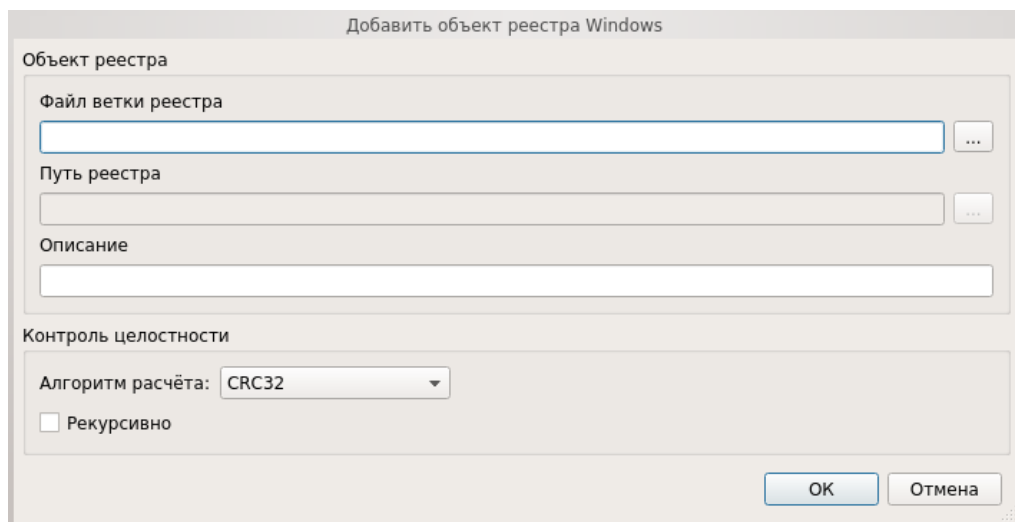 Добавить объект реестра Windows
Объект реестра
Файл ветки реестра
...
Путь реестра
...
Описание
Контроль целостности
Алгоритм расчёта: CRC32
Рекурсивно
ОК Отмена